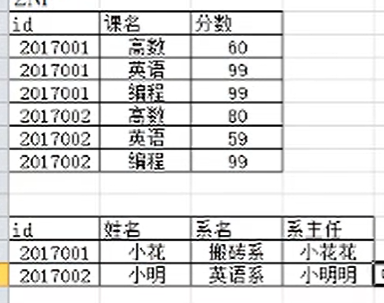 id 课名 分数
2017001 高数 60
2017001 英语 99
2017001 编程 99
2017002 高数 80
2017002 英语 59
2017002 编程 99
id 姓名 系名 系主任
2017001 小花 搬砖系 小花花
2017002 小明 英语系 小明明